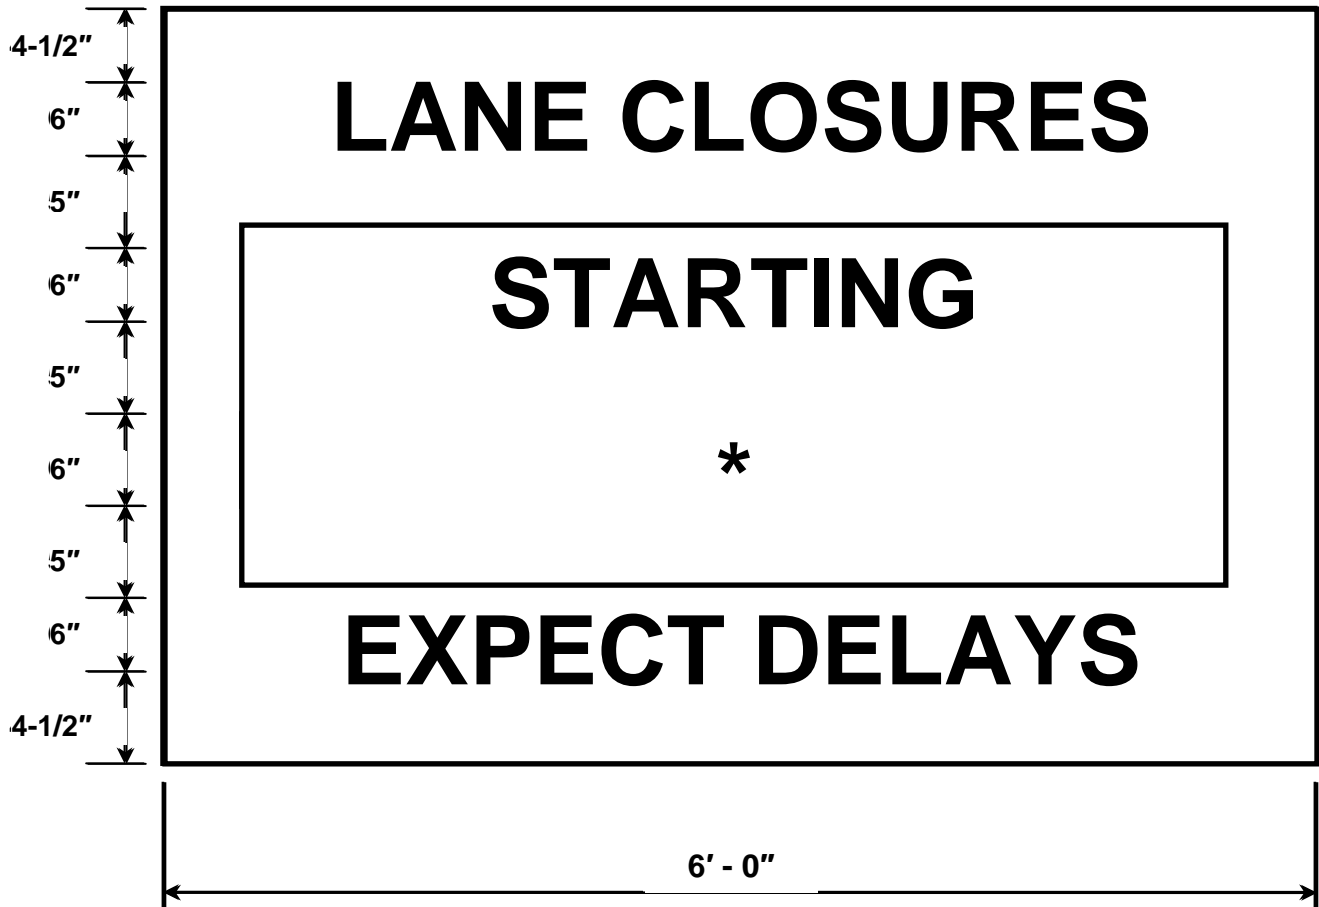 4-1/2″
LANE CLOSURES
6″
5″
STARTING
6″
5″
*
6″
5″
EXPECT DELAYS
6″
4-1/2″
6′ - 0″